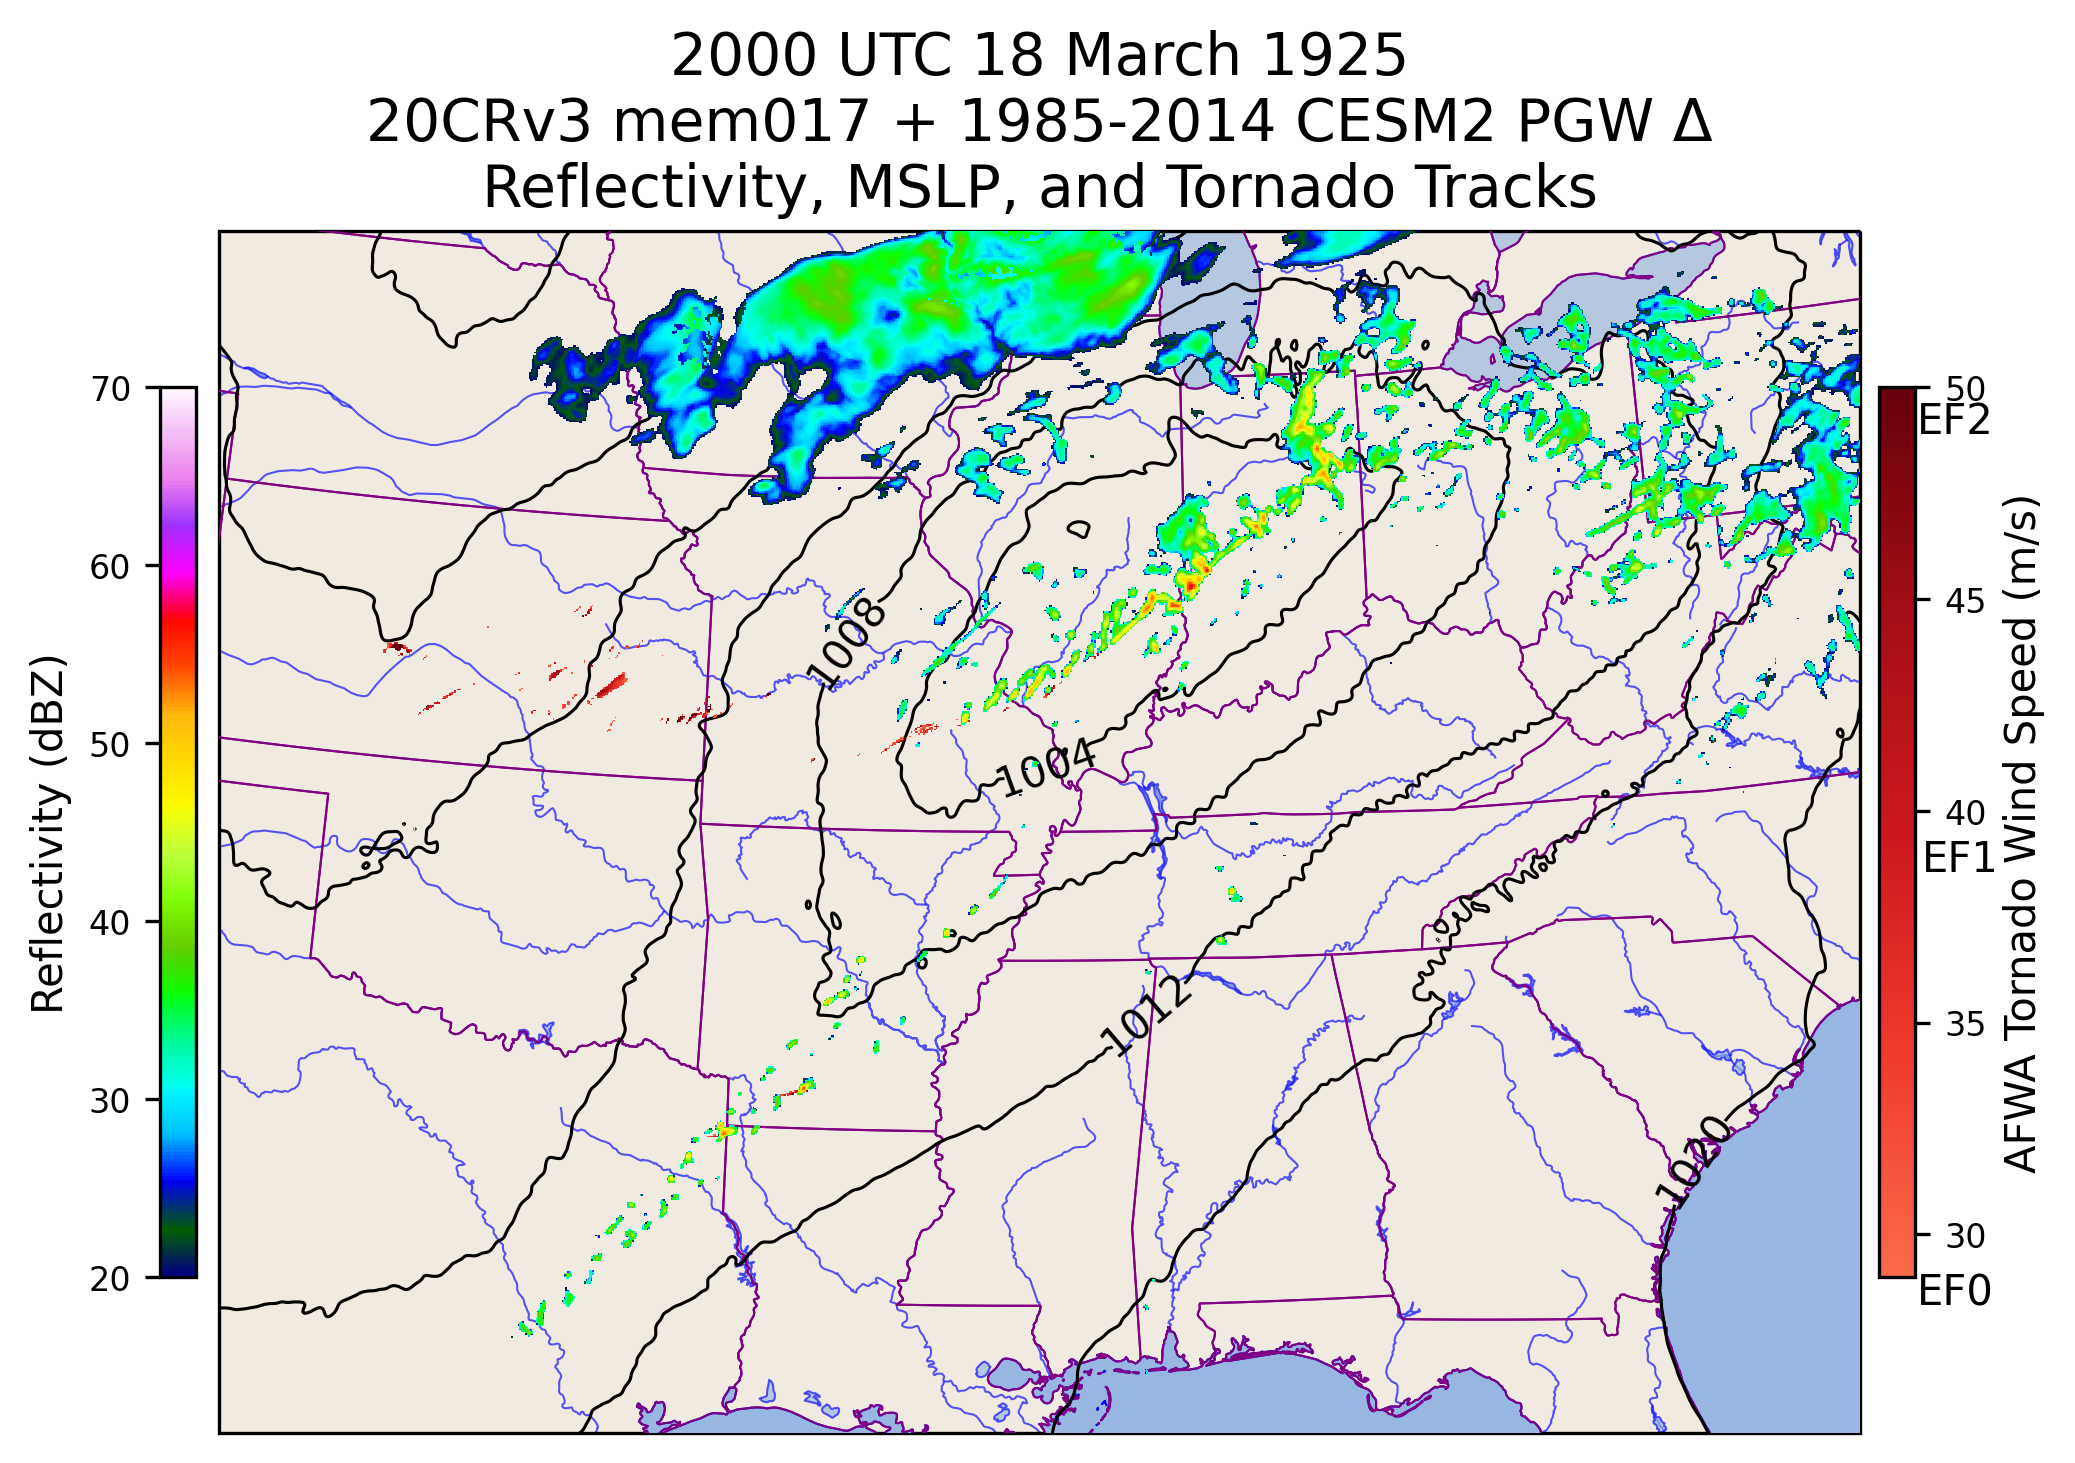 2000 UTC 18 March 1925
20CRv3 mem017 + 1985-2014 CESM2 PGW Δ
Reflectivity, MSLP, and Tornado Tracks
70
60
50
40
30
20
Reflectivity (dBZ)
1008
1004
1012
1020
50
EF2
45
40
EF1
35
30
EF0
AFWA Tornado Wind Speed (m/s)